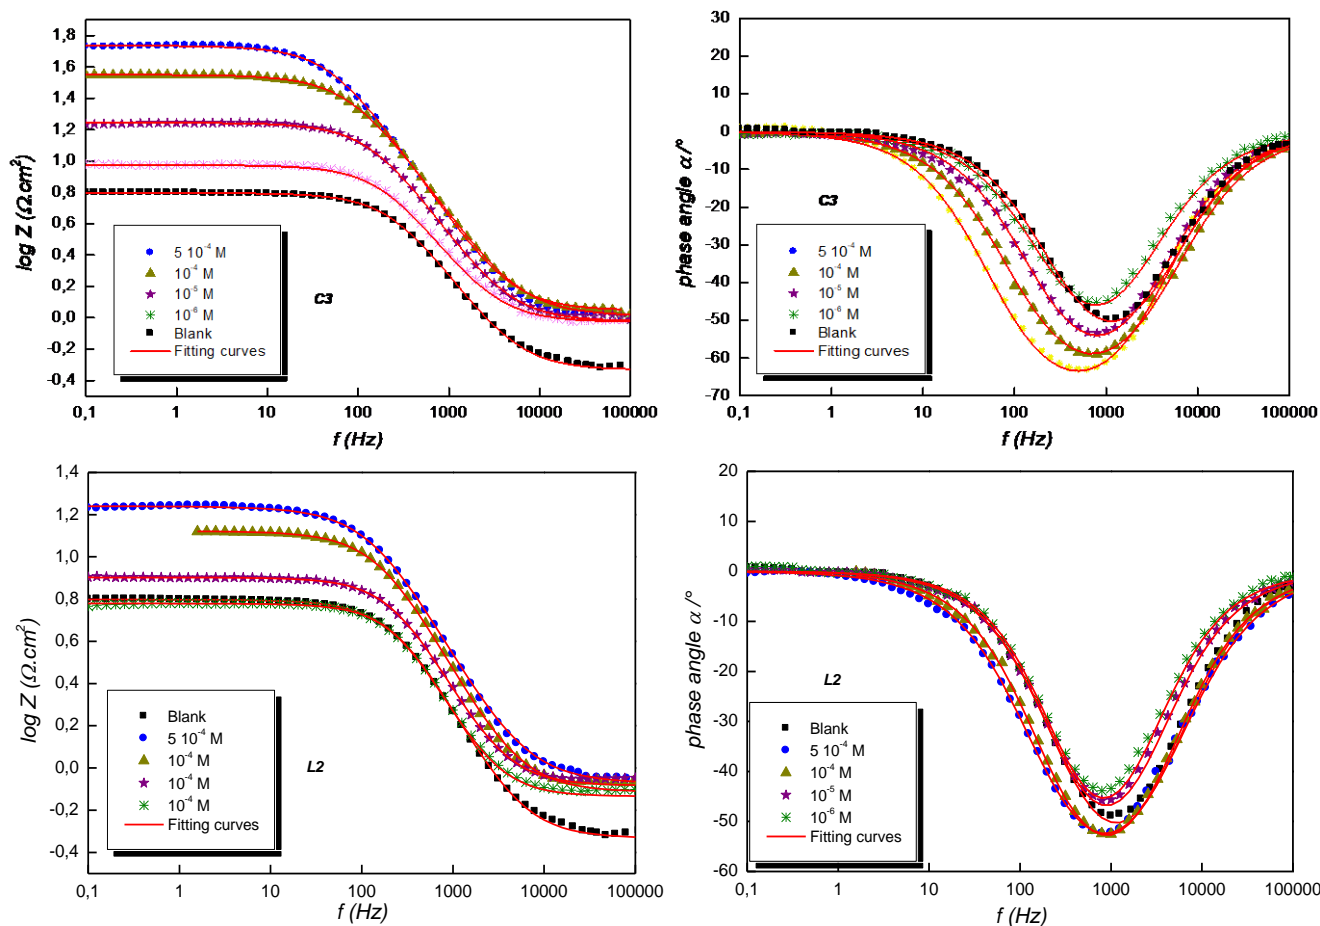 1,8
1,6
1,4
1,2
1,0
0,8
0,6
0,4
0,2
0,0
-0,2
-0,4
log Z (Ω.cm²)
5 10⁻⁴ M
10⁻⁴ M
10⁻⁵ M
10⁻⁶ M
Blank
Fitting curves
C3
0,1 1 10 100 1000 10000 100000
f (Hz)
30
20
10
0
-10
-20
-30
-40
-50
-60
-70
phase angle α/°
5 10⁻⁴ M
10⁻⁴ M
10⁻⁵ M
10⁻⁶ M
Blank
Fitting curves
C3
0,1 1 10 100 1000 10000 100000
f (Hz)
1,4
1,2
1,0
0,8
0,6
0,4
0,2
0,0
-0,2
-0,4
log Z (Ω.cm²)
Blank
5 10⁻⁴ M
10⁻⁴ M
10⁻⁴ M
10⁻⁴ M
Fitting curves
L2
0,1 1 10 100 1000 10000 100000
f (Hz)
20
10
0
-10
-20
-30
-40
-50
-60
phase angle α/°
Blank
5 10⁻⁴ M
10⁻⁴ M
10⁻⁵ M
10⁻⁶ M
Fitting curves
L2
0,1 1 10 100 1000 10000 100000
f (Hz)